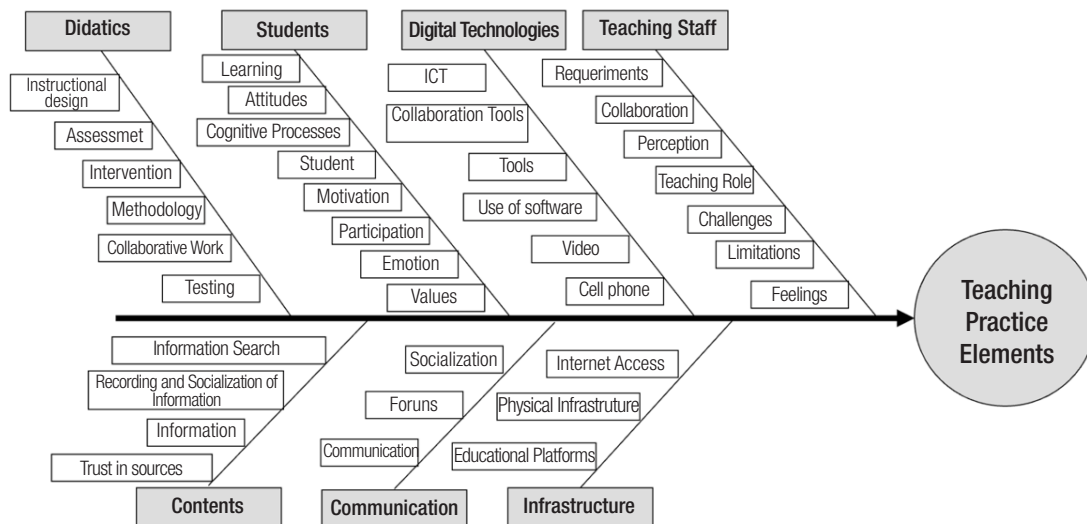 Didatics
Students
Digital Technologies
Teaching Staff
Instructional
design
Assessmet
Intervention
Methodology
Collaborative Work
Testing
Learning
Attitudes
Cognitive Processes
Student
Motivation
Participation
Emotion
Values
ICT
Collaboration Tools
Tools
Use of software
Video
Cell phone
Requeriments
Collaboration
Perception
Teaching Role
Challenges
Limitations
Feelings
Teaching
Practice
Elements
Information Search
Recording and Socialization of
Information
Information
Trust in sources
Socialization
Foruns
Communication
Internet Access
Physical Infrastruture
Educational Platforms
Contents
Communication
Infrastructure